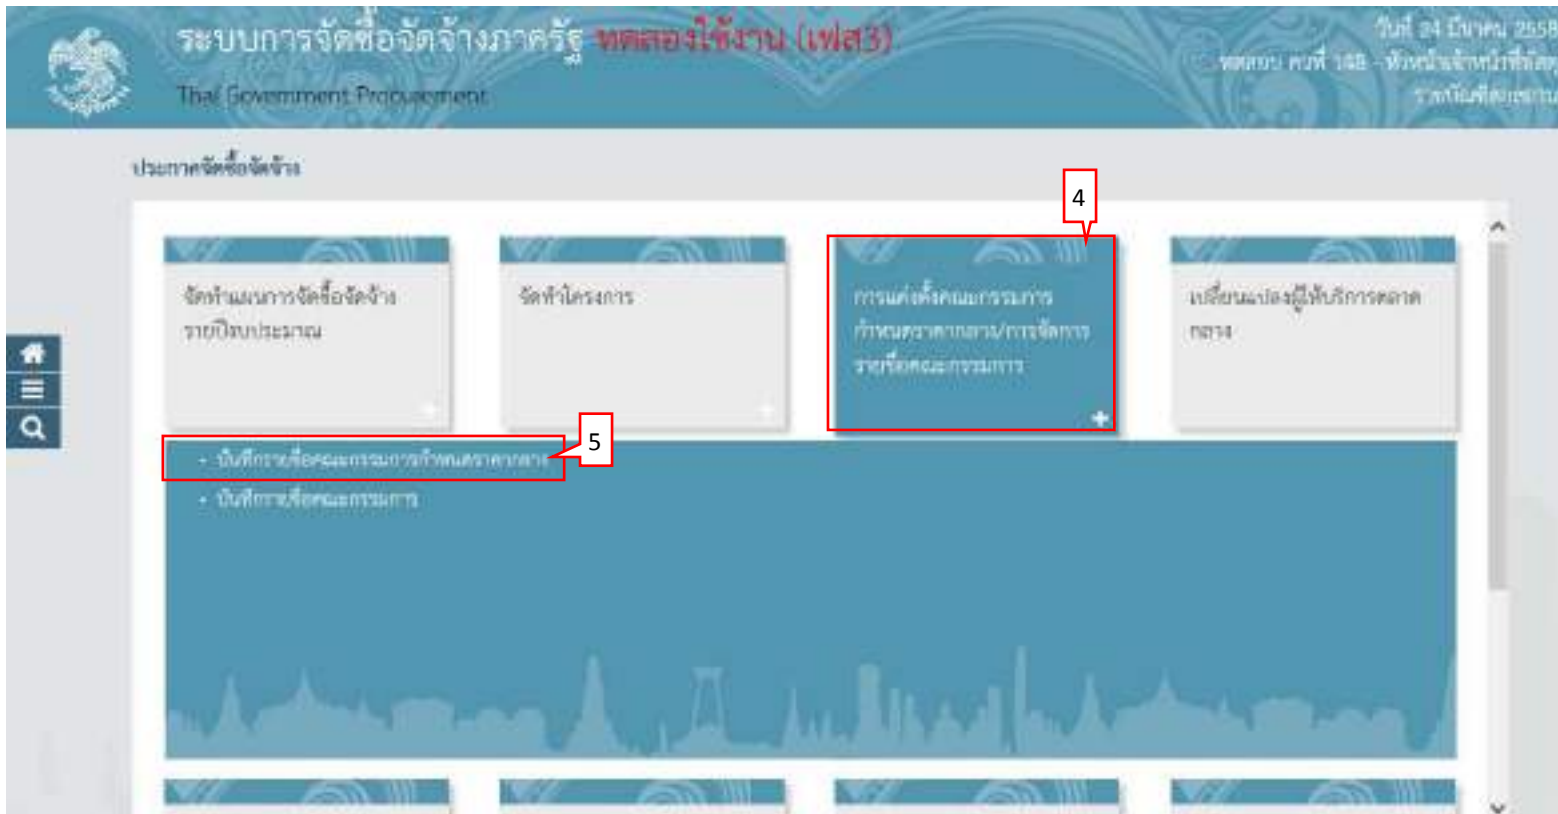 ระบบการจัดซื้อจัดจ้างภาครัฐ ทดลองใช้งาน (เฟส3)
Thai Government Procurement
วันที่ 24 มีนาคม 2558
ประกาศจัดซื้อจัดจ้าง
4
จัดทำแผนการจัดซื้อจัดจ้าง
รายปีงบประมาณ
จัดทำโครงการ
การแต่งตั้งคณะกรรมการ
กำหนดราคากลาง/การจัดการ
รายชื่อคณะกรรมการ
เปลี่ยนแปลงผู้ให้บริการตลาด
กลาง
5
บันทึกรายชื่อคณะกรรมการกำหนดราคากลาง
บันทึกรายชื่อคณะกรรมการ